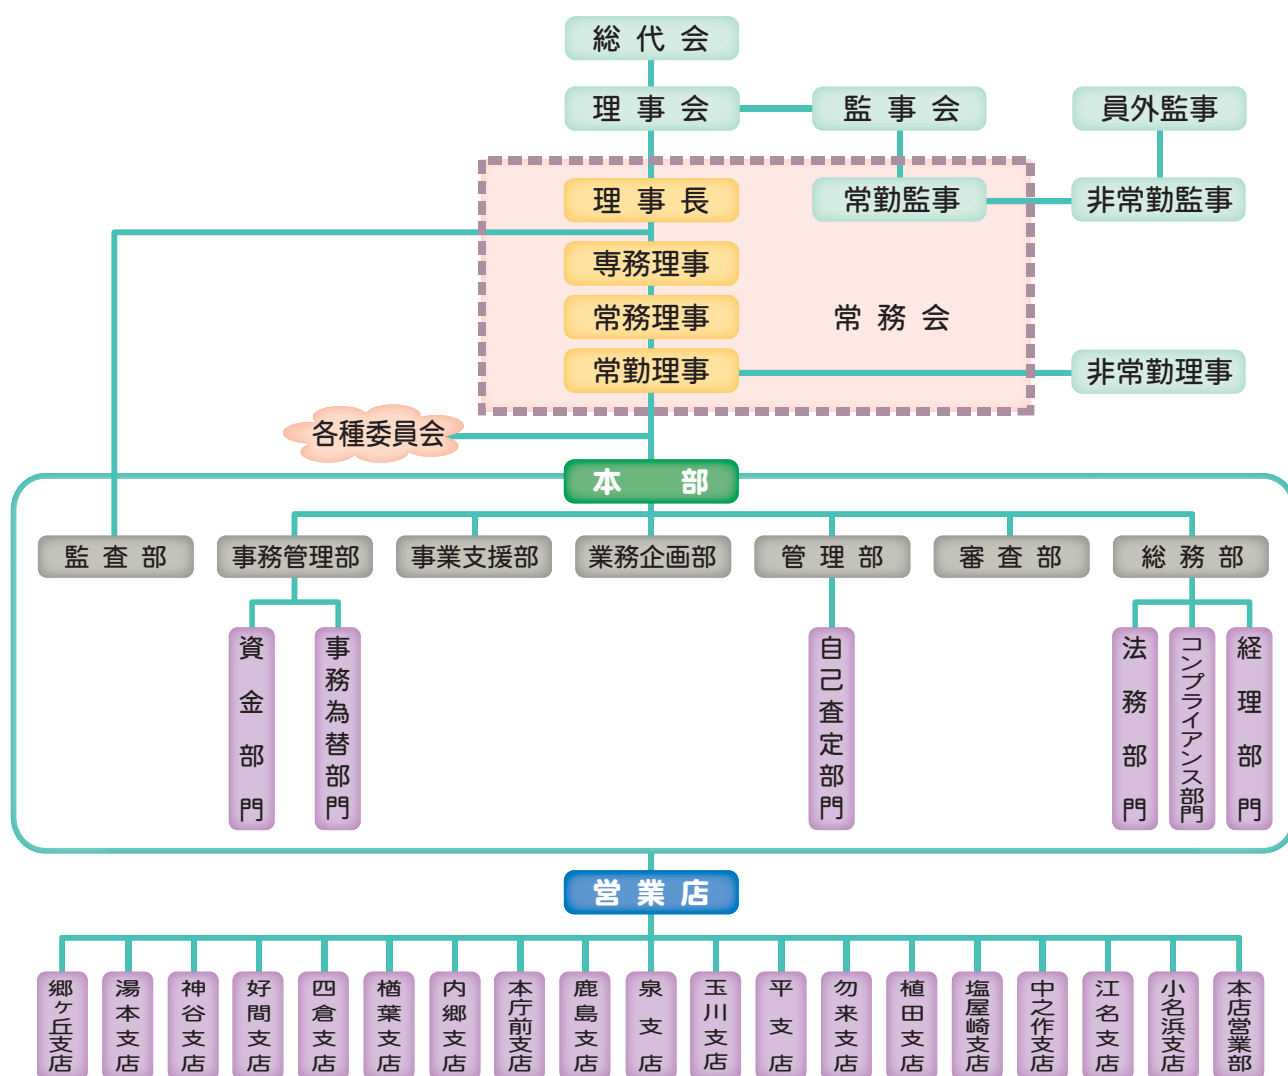 総代会
理事会
監事会
員外監事
理事長
常勤監事
非常勤監事
専務理事
常務理事
常務会
常勤理事
非常勤理事
各種委員会
本部
監査部
事務管理部
事業支援部
業務企画部
管理部
審査部
総務部
資金部門
事務為替部門
自己査定部門
法務部門
コンプライアンス部門
経理部門
営業店
郷ヶ丘支店
湯本支店
神谷支店
好間支店
四倉支店
楢葉支店
内郷支店
本庁前支店
鹿島支店
泉支店
玉川支店
平支店
勿来支店
植田支店
塩屋崎支店
中之作支店
江名支店
小名浜支店
本店営業部